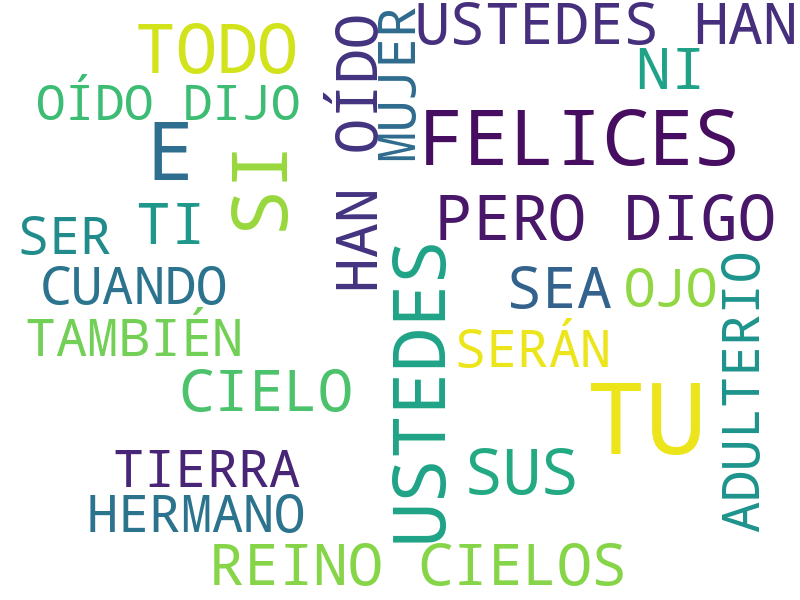 TODO
USTEDES HAN
NI
OÍDO DIJO
HAN OÍDO
MUJER
FELICES
E
SI
TI
SER
PERO DIGO
CUANDO
SEA
OJO
ADULTERIO
TAMBIÉN
SERÁN
USTEDES
CIELO
TU
TIERRA
SUS
HERMANO
REINO CIELOS